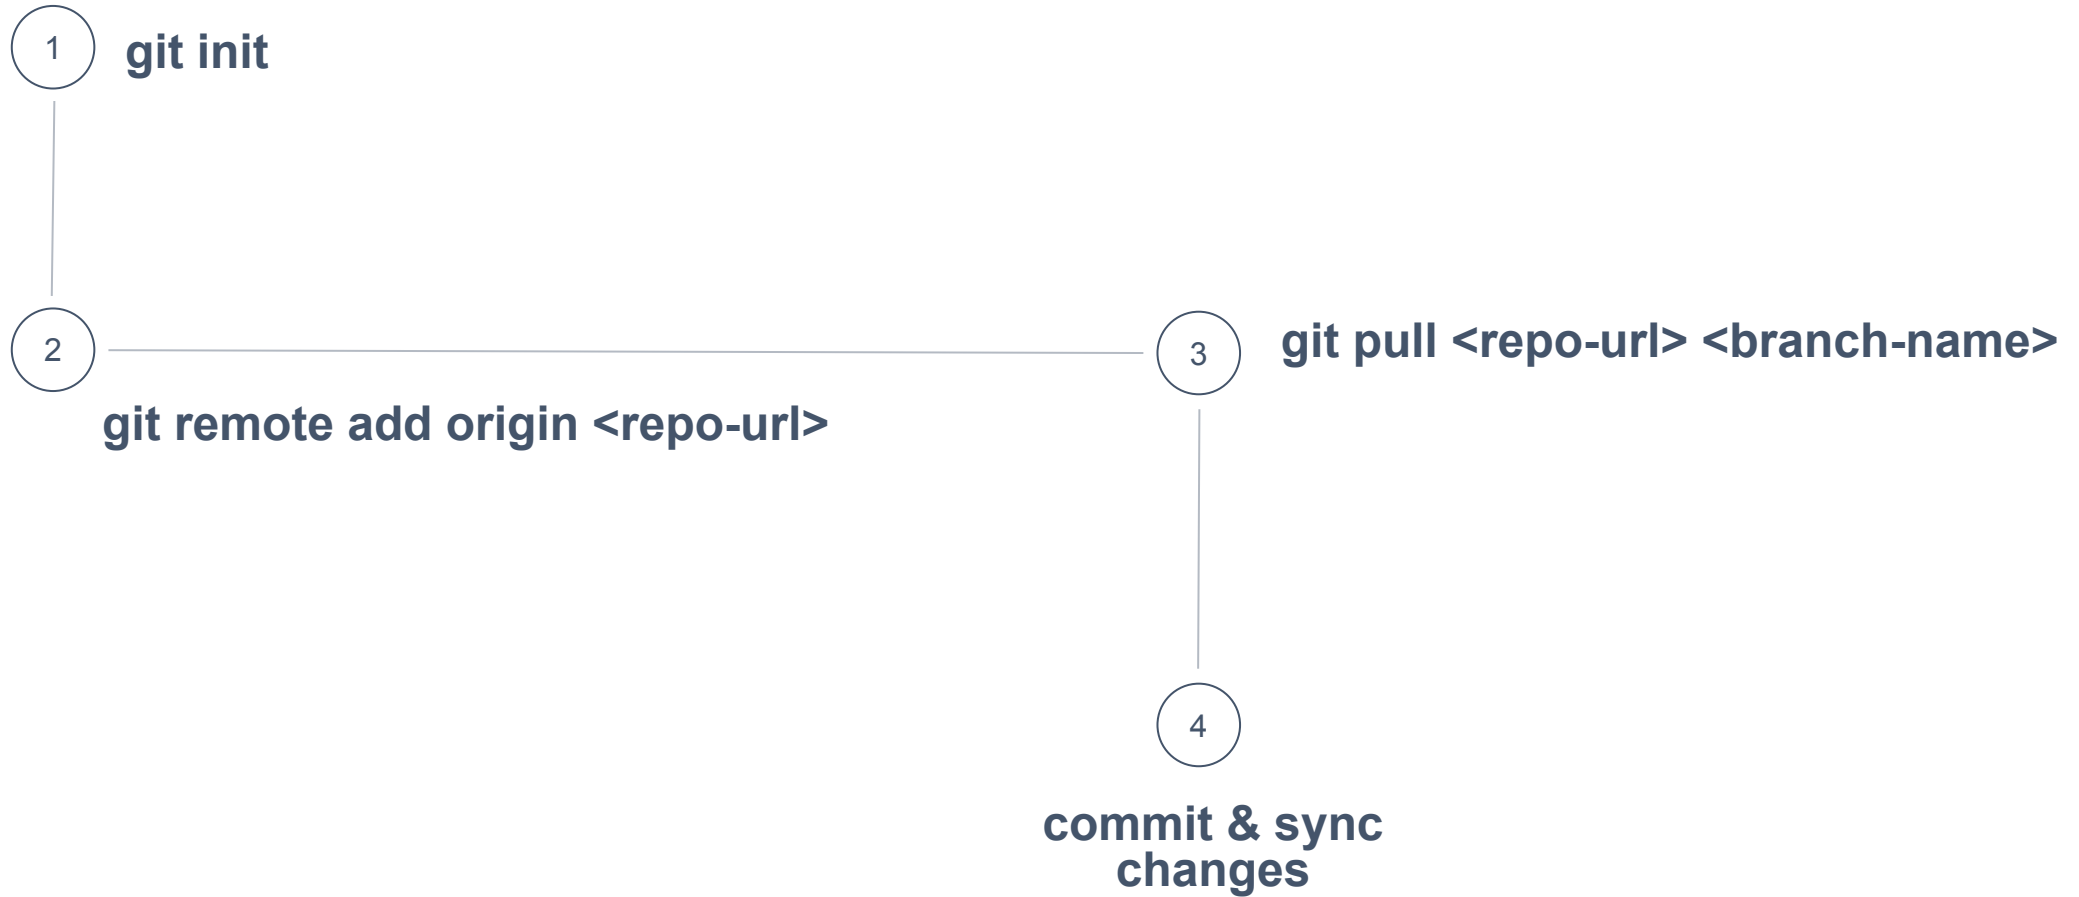 1
git init
2
git remote add origin <repo-url>
3
git pull <repo-url> <branch-name>
4
commit & sync
changes